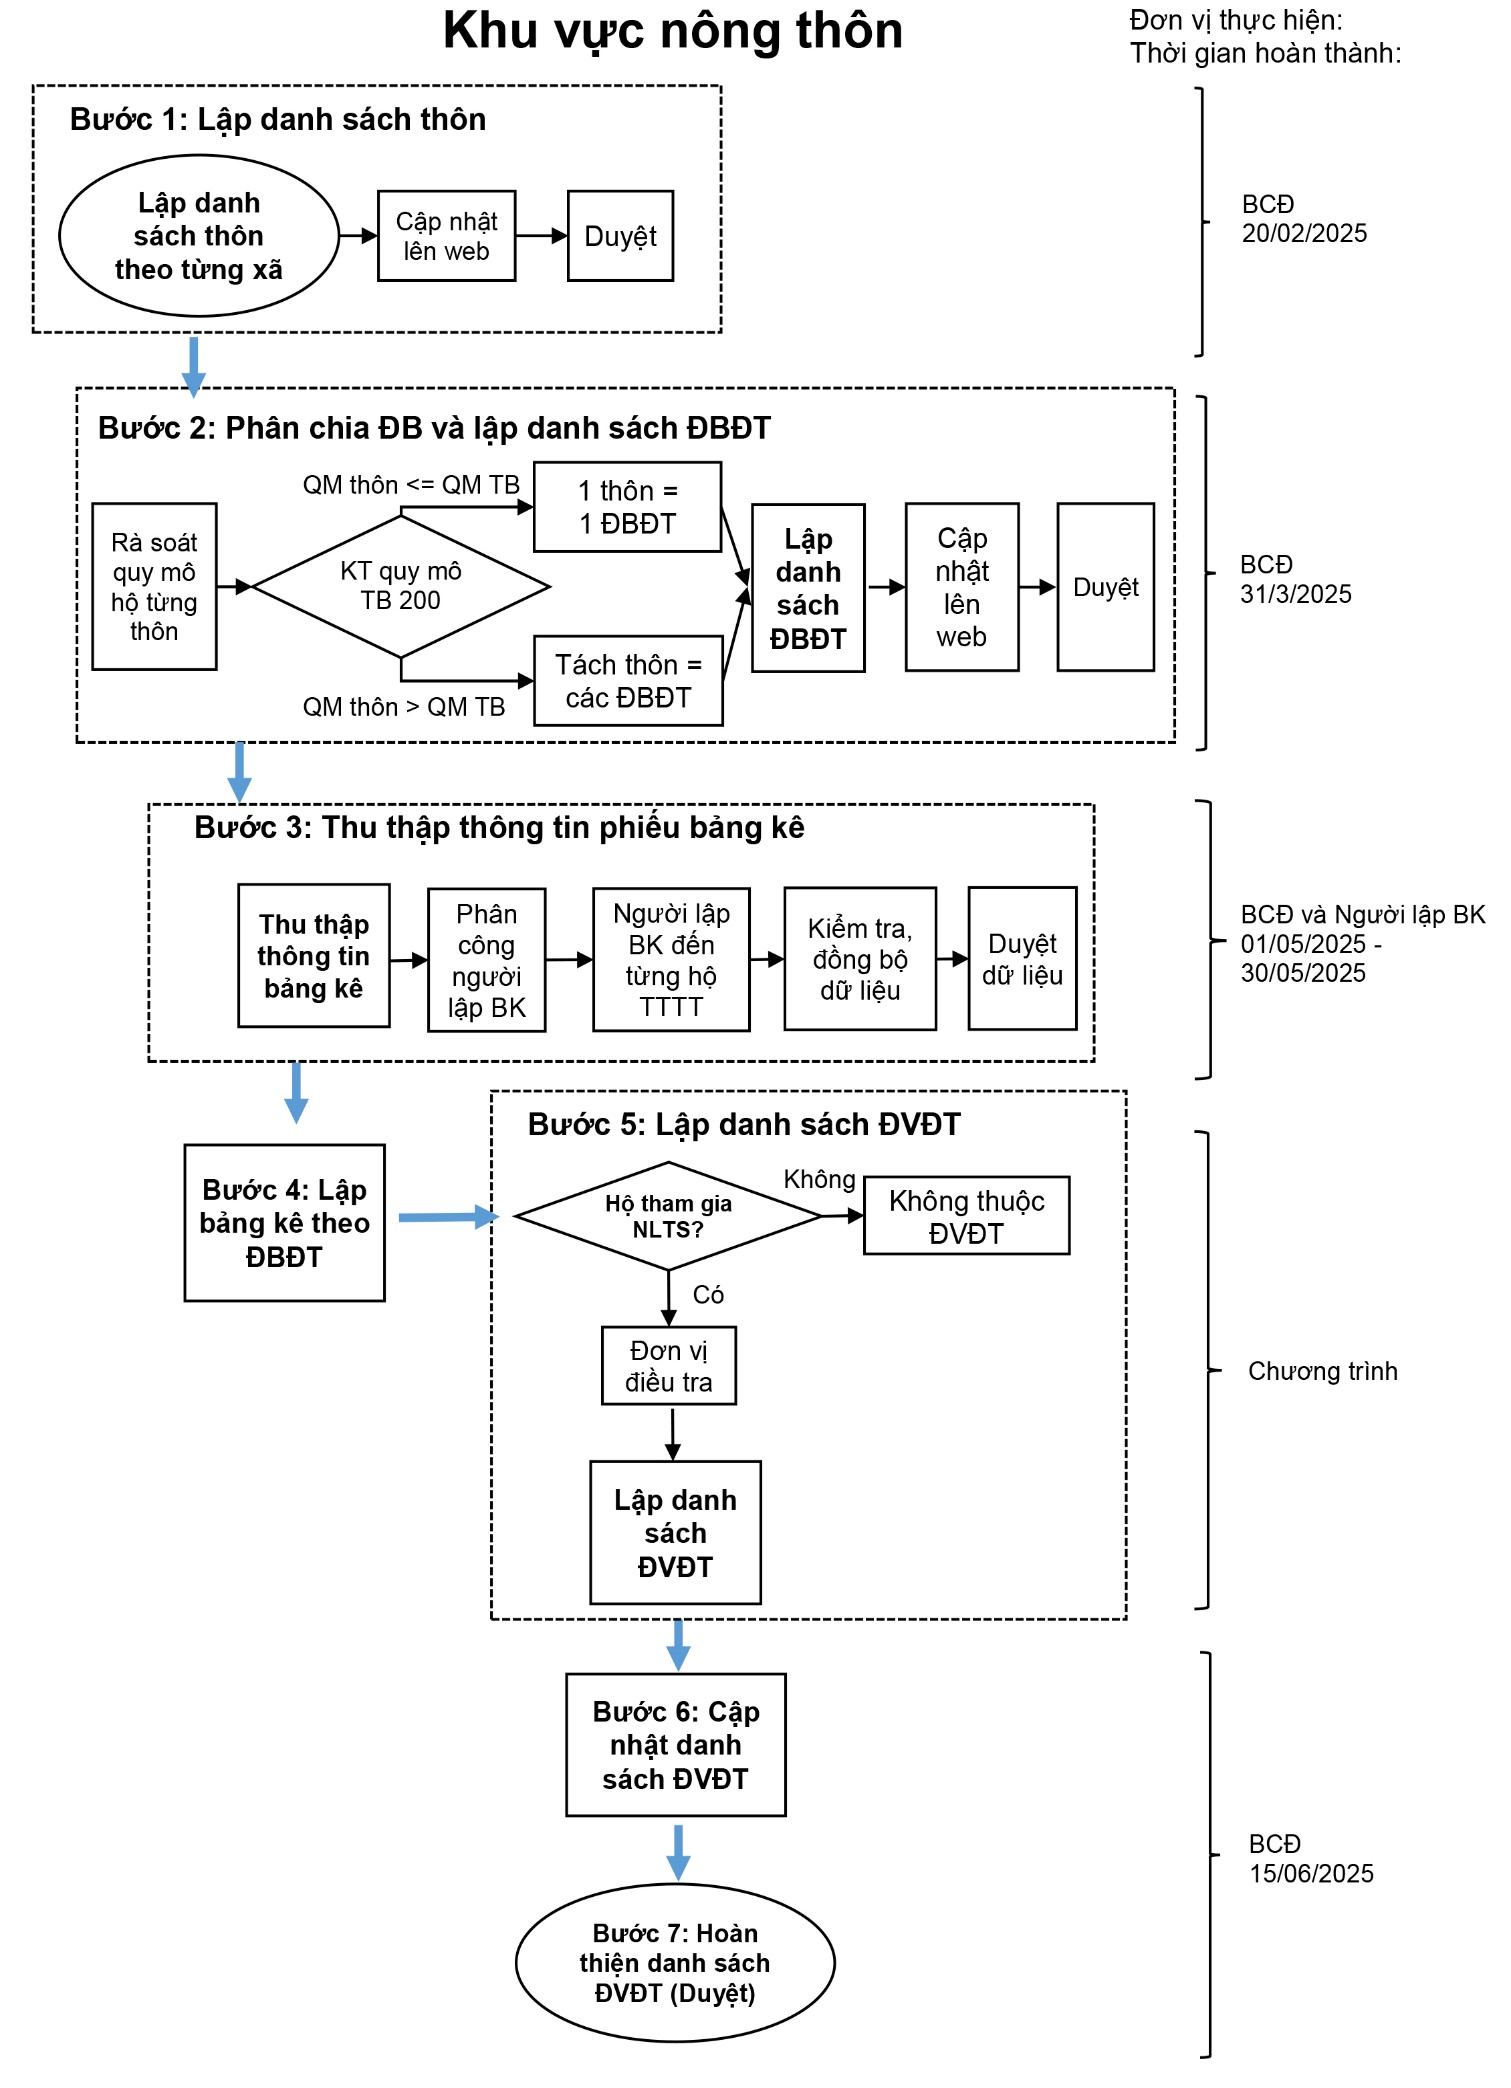 Khu vực nông thôn
Đơn vị thực hiện:
Thời gian hoàn thành:
Bước 1: Lập danh sách thôn
Lập danh
sách thôn
theo từng xã
Cập nhật
lên web
Duyệt
BCĐ
20/02/2025
Bước 2: Phân chia ĐB và lập danh sách ĐBĐT
Rà soát
quy mô
hộ từng
thôn
QM thôn <= QM TB
KT quy mô
TB 200
QM thôn > QM TB
1 thôn =
1 ĐBĐT
Tách thôn =
các ĐBĐT
Lập
danh
sách
ĐBĐT
Cập
nhật
lên
web
Duyệt
BCĐ
31/3/2025
Bước 3: Thu thập thông tin phiếu bảng kê
Thu thập
thông tin
bảng kê
Phân
công
người
lập BK
Người lập
BK đến
từng hộ
TTTT
Kiểm tra,
đồng bộ
dữ liệu
Duyệt
dữ liệu
BCĐ và Người lập BK
01/05/2025 -
30/05/2025
Bước 4: Lập
bảng kê theo
ĐBĐT
Bước 5: Lập danh sách ĐVĐT
Hộ tham gia
NLTS?
Không
Không thuộc
ĐVĐT
Có
Đơn vị
điều tra
Lập danh
sách
ĐVĐT
Chương trình
Bước 6: Cập
nhật danh
sách ĐVĐT
Bước 7: Hoàn
thiện danh sách
ĐVĐT (Duyệt)
BCĐ
15/06/2025